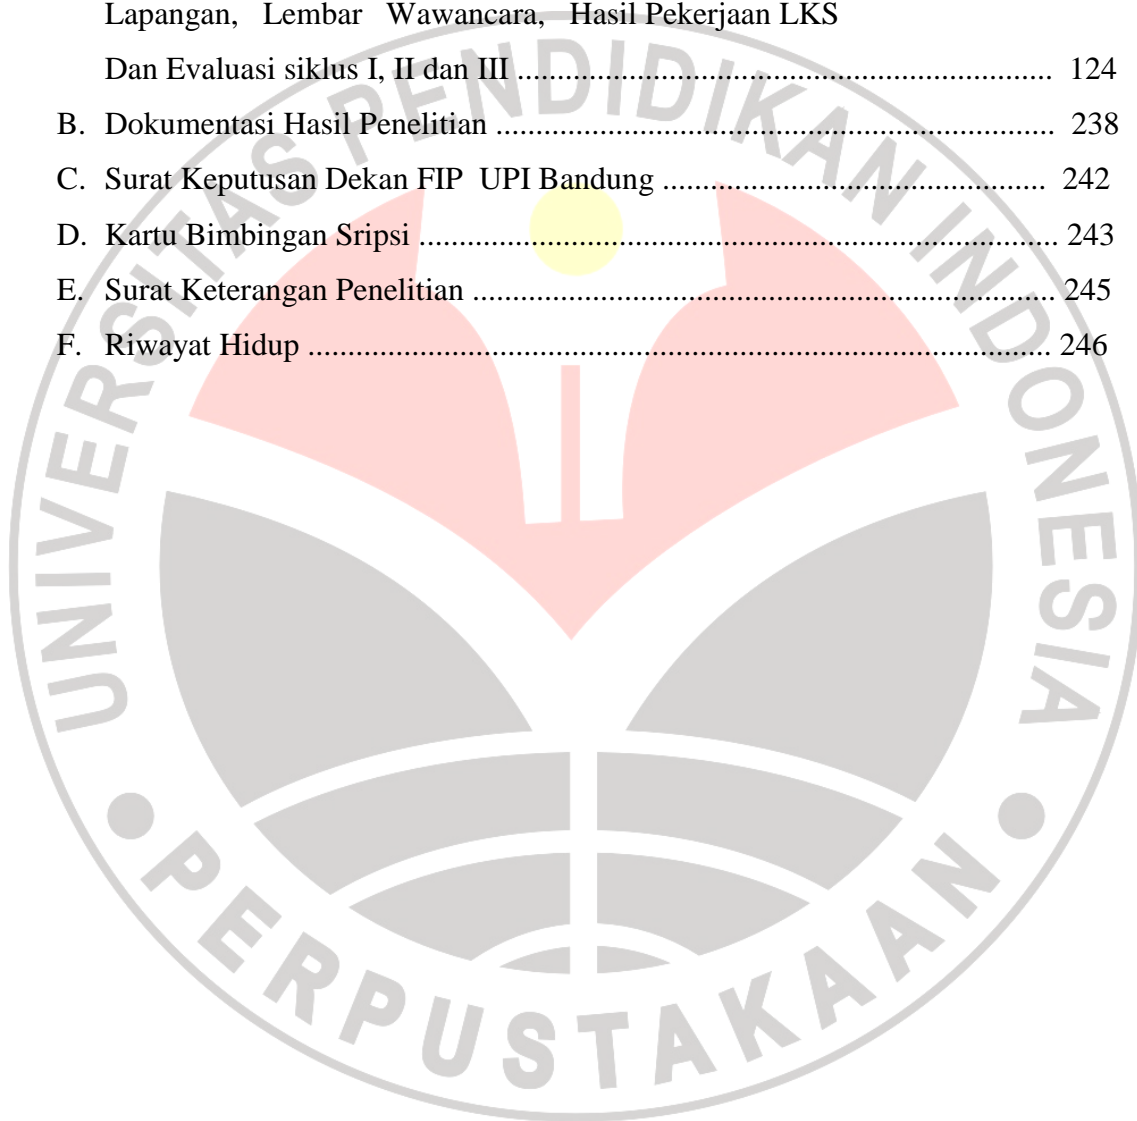 Lapangan, Lembar Wawancara, Hasil Pekerjaan LKS
Dan Evaluasi siklus I, II dan III .................................................................. 124
B. Dokumentasi Hasil Penelitian ..................................................................... 238
C. Surat Keputusan Dekan FIP UPI Bandung ............................................... 242
D. Kartu Bimbingan Sripsi ............................................................................... 243
E. Surat Keterangan Penelitian ........................................................................ 245
F. Riwayat Hidup ............................................................................................ 246
UNIVERSITAS PENDIDIKAN INDONESIA
PERPUSTAKAAN